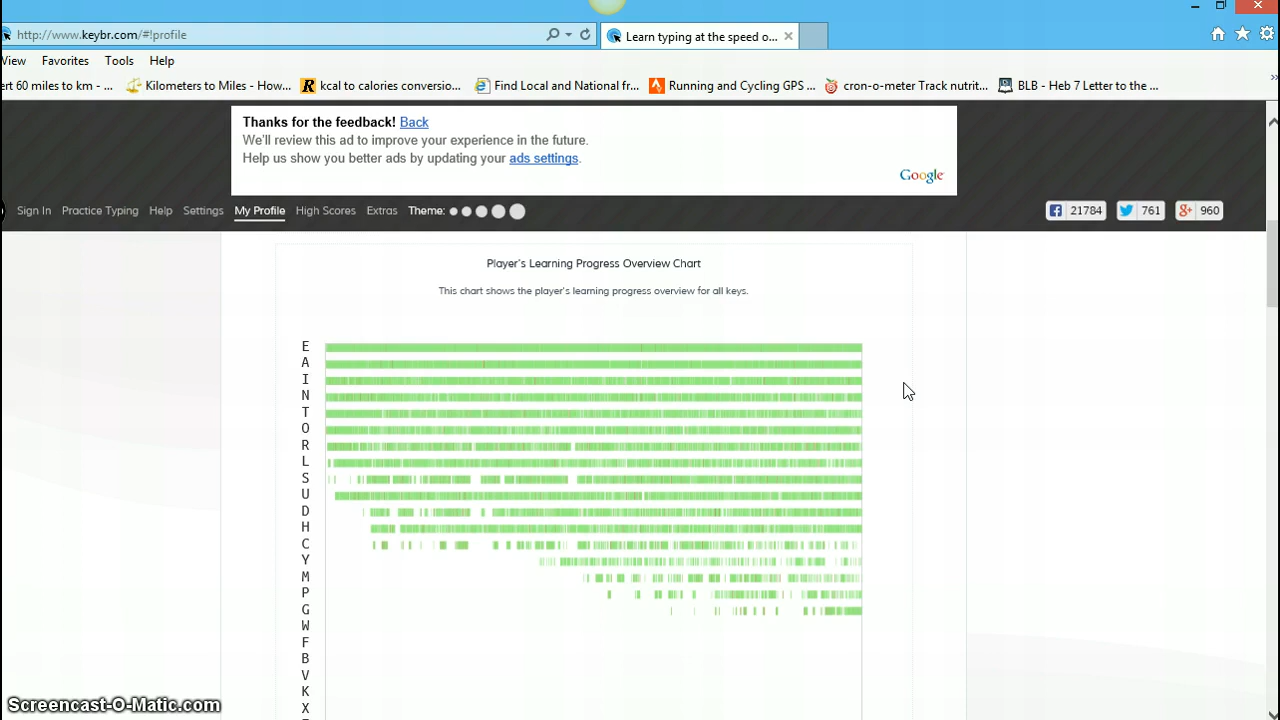 http://www.keybr.com/#!profile
Learn typing at the speed o...
View Favorites Tools Help
ert 60 miles to km - ... Kilometers to Miles - How... kcal to calories conversio... Find Local and National fr... Running and Cycling GPS ... cron-o-meter Track nutrit... BLB - Heb 7 Letter to the ...
Thanks for the feedback! Back
We'll review this ad to improve your experience in the future.
Help us show you better ads by updating your ads settings.
Google
Sign In Practice Typing Help Settings My Profile High Scores Extras Theme: 21784 761 960
Player's Learning Progress Overview Chart
This chart shows the player's learning progress overview for all keys.
E
A
I
N
T
O
R
L
S
U
D
H
C
Y
M
P
G
W
F
B
V
K
X
Screencast-O-Matic.com